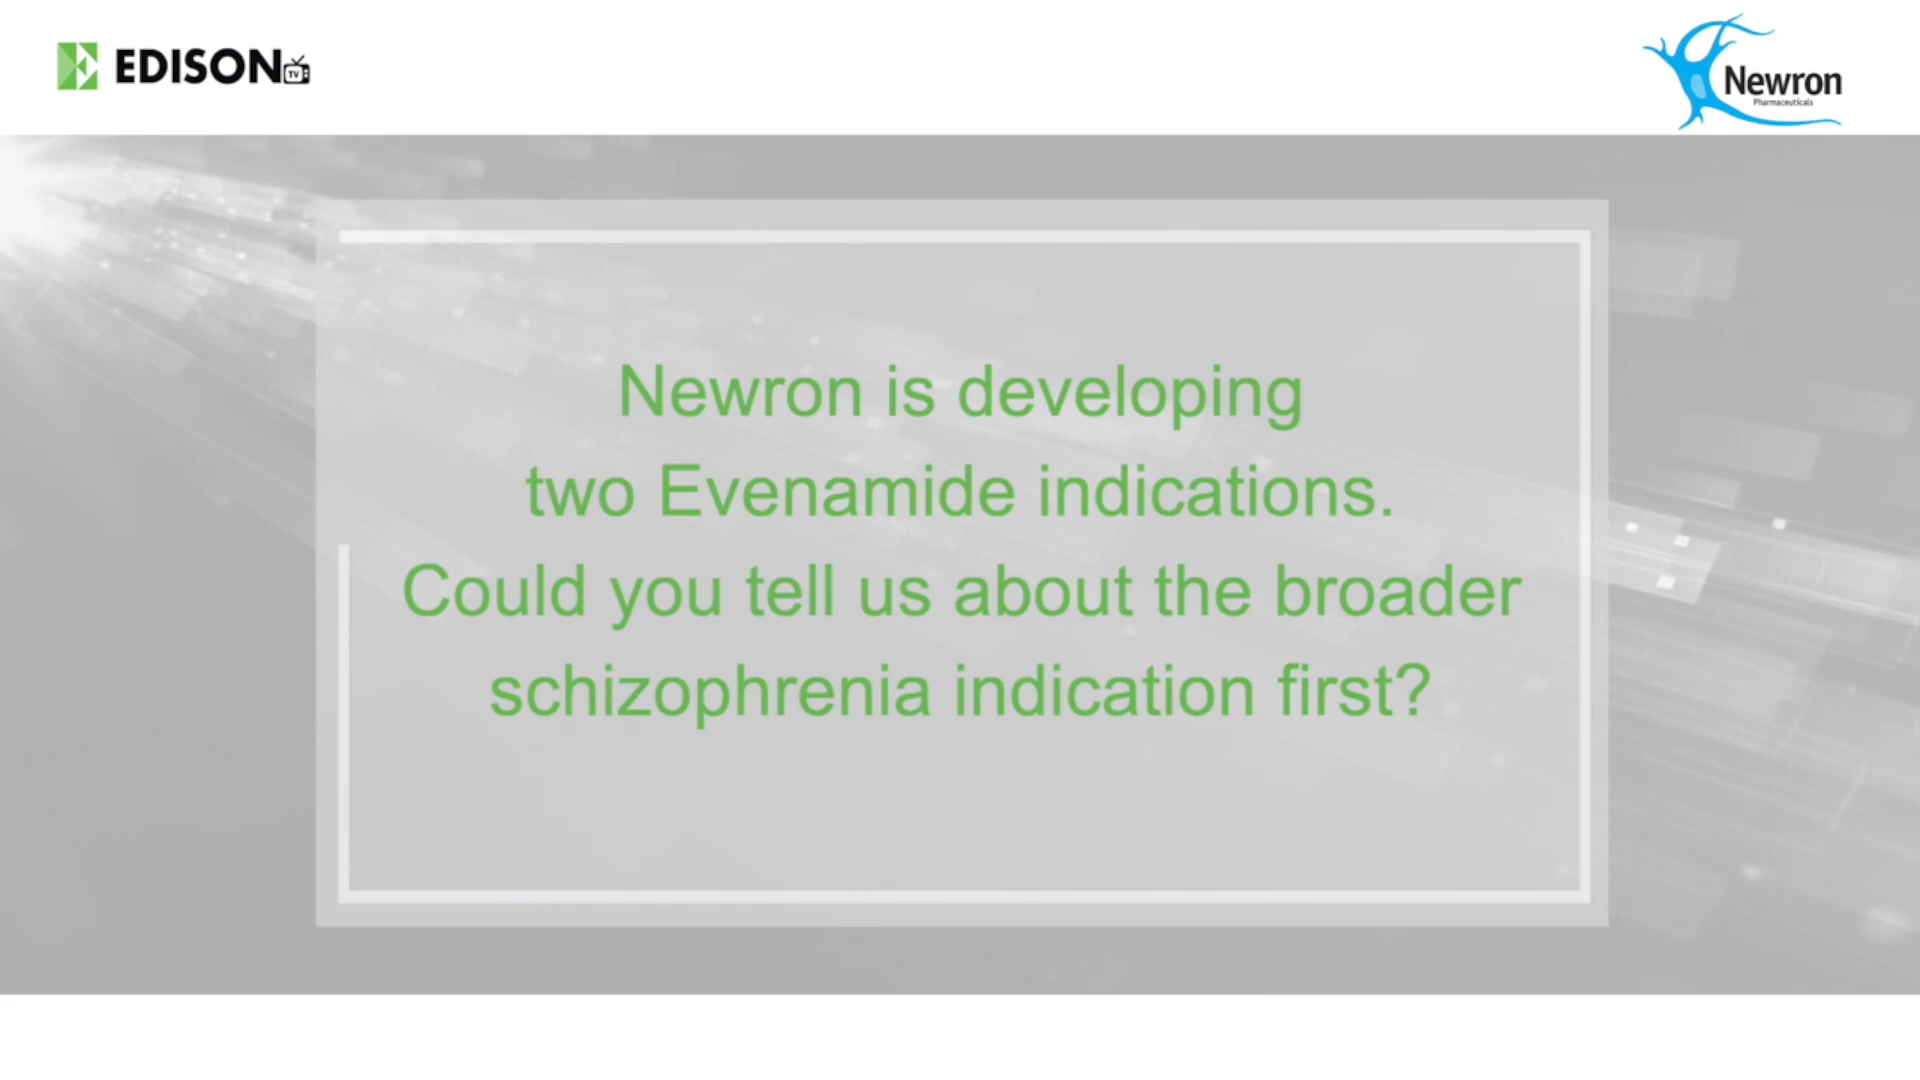 EDISON TV
Newron
Pharmaceuticals
Newron is developing
two Evenamide indications.
Could you tell us about the broader
schizophrenia indication first?